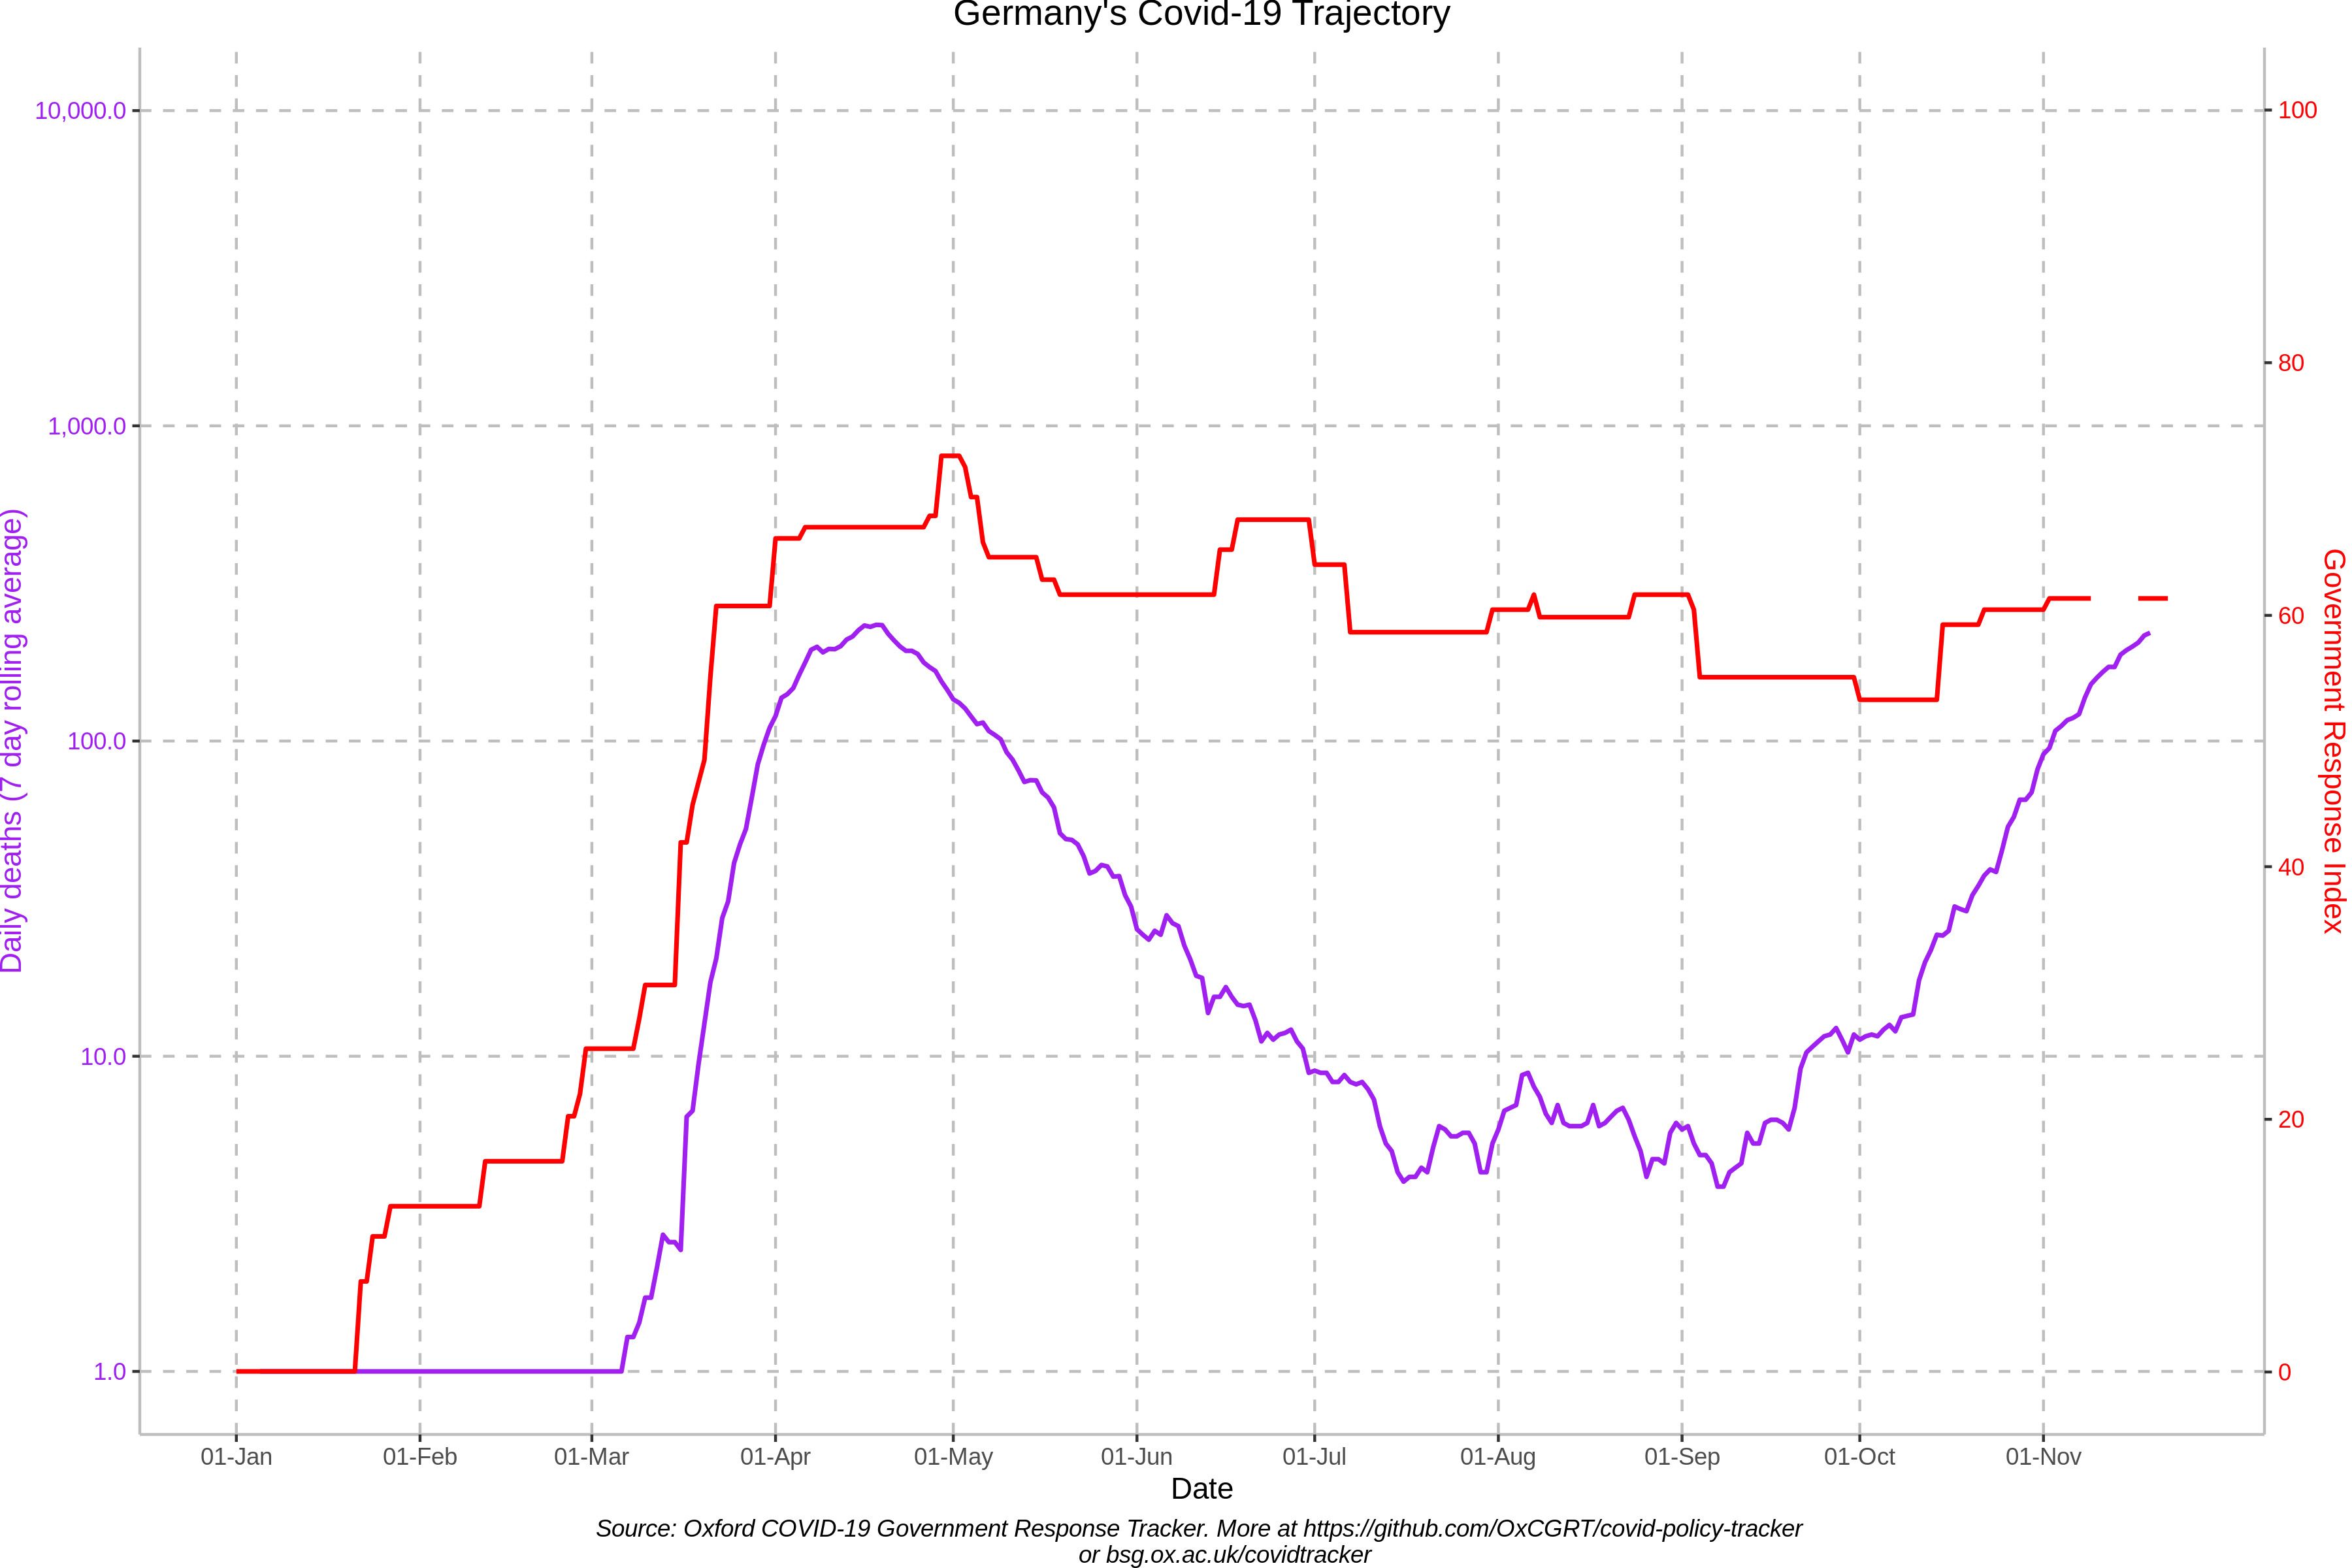 Germany's Covid-19 Trajectory
10,000.0
1,000.0
100.0
10.0
1.0
Daily deaths (7 day rolling average)
100
80
60
40
20
0
Government Response Index
01-Jan
01-Feb
01-Mar
01-Apr
01-May
01-Jun
01-Jul
01-Aug
01-Sep
01-Oct
01-Nov
Date
Source: Oxford COVID-19 Government Response Tracker. More at https://github.com/OxCGRT/covid-policy-tracker
or bsg.ox.ac.uk/covidtracker